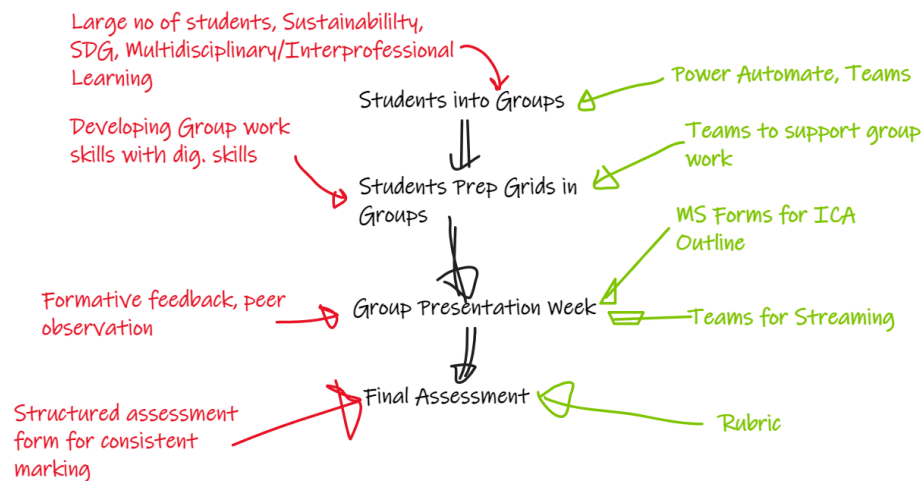 Large no of students, Sustainabililty,
SDG, Multidisciplinary/Interprofessional
Learning
Power Automate, Teams
Students into Groups
Developing Group work
skills with dig. skills
Teams to support group
work
Students Prep Grids in
Groups
MS Forms for ICA
Outline
Formative feedback, peer
observation
Group Presentation Week
Teams for Streaming
Final Assessment
Structured assessment
form for consistent
marking
Rubric